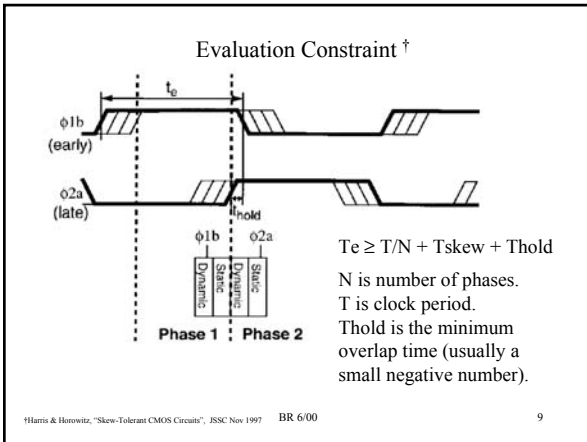 Evaluation Constraint †
te
ϕ1b
(early)
ϕ2a
(late)
thold
ϕ1b ϕ2a
Dynamic
Static
Dynamic
Static
Phase 1 Phase 2
Te ≥ T/N + Tskew + Thold
N is number of phases.
T is clock period.
Thold is the minimum
overlap time (usually a
small negative number).
†Harris & Horowitz, "Skew-Tolerant CMOS Circuits", JSSC Nov 1997 BR 6/00 9